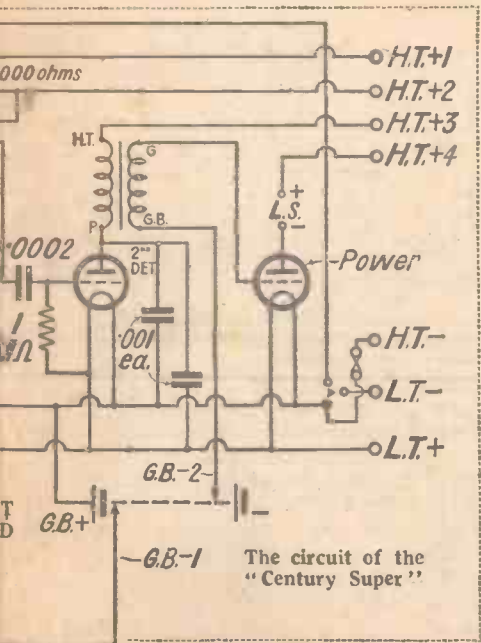 H.T.+1
000 ohms
H.T.+2
H.T.+3
H.T.
G
H.T.+4
+
L.S.
-
P.
G.B.
.0002
2ND
DET.
Power
1
Ω
.001
ea.
H.T.-
L.T.-
L.T.+
G.B.-2
T
D
G.B.+
-
G.B.-1
The circuit of the
"Century Super"